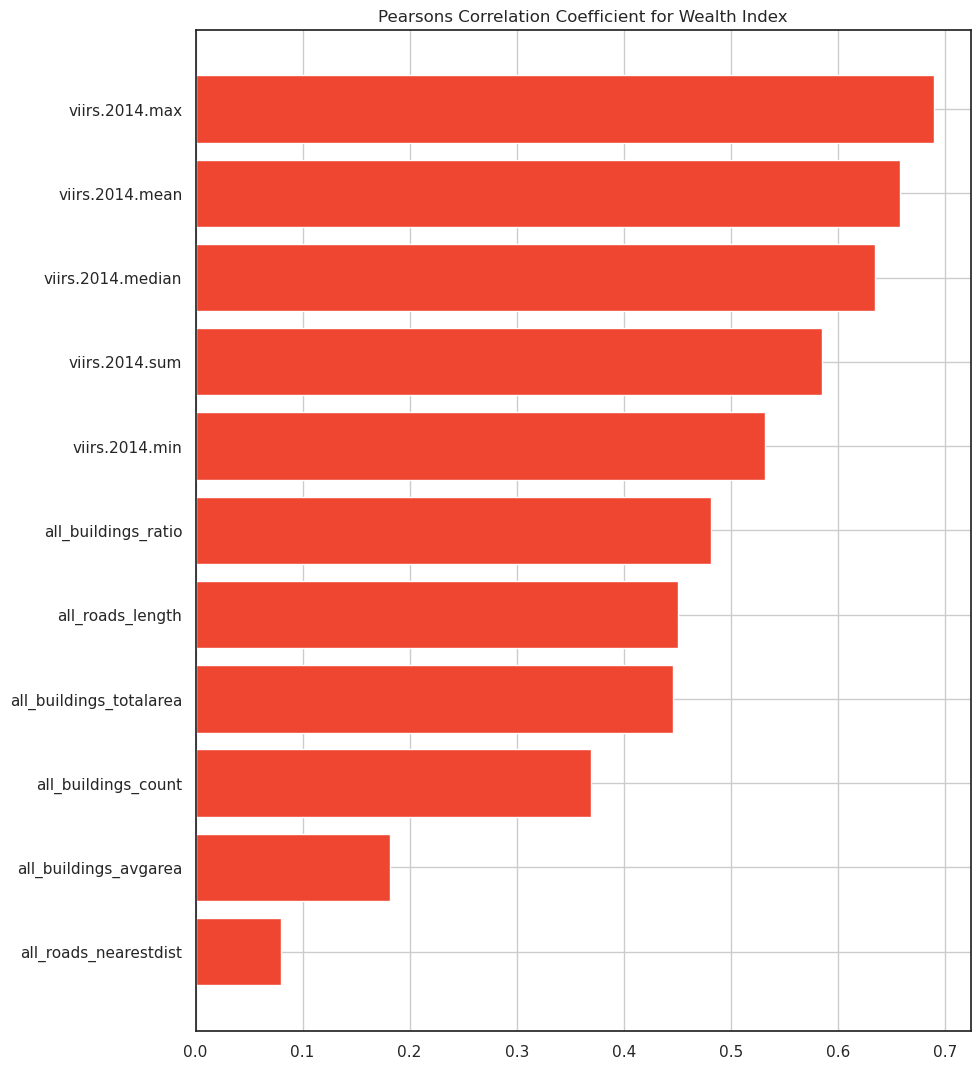 Pearsons Correlation Coefficient for Wealth Index
viirs.2014.max
viirs.2014.mean
viirs.2014.median
viirs.2014.sum
viirs.2014.min
all_buildings_ratio
all_roads_length
all_buildings_totalarea
all_buildings_count
all_buildings_avgarea
all_roads_nearestdist
0.0 0.1 0.2 0.3 0.4 0.5 0.6 0.7